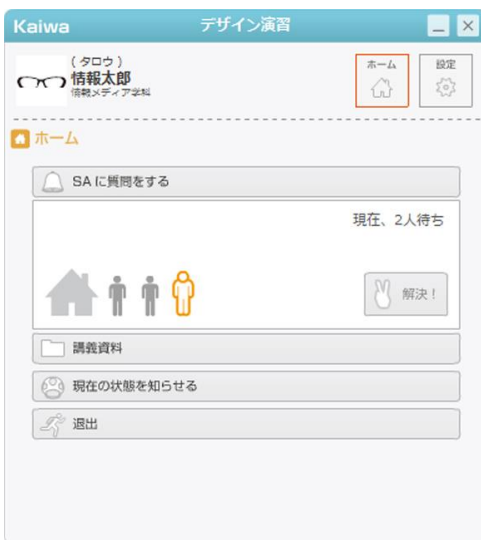 Kaiwa
デザイン演習
(タロウ)
情報太郎
情報メディア学科
ホーム
設定
ホーム
SAに質問をする
現在、2人待ち
解決!
講義資料
現在の状態を知らせる
退出